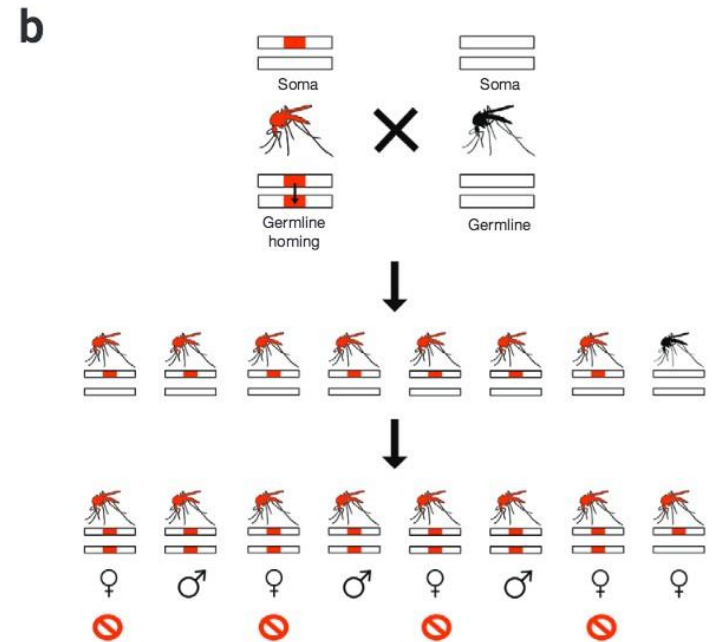 b
Soma
Soma
Germline
homing
Germline
♀ ♂ ♀ ♂ ♀ ♂ ♀ ♀